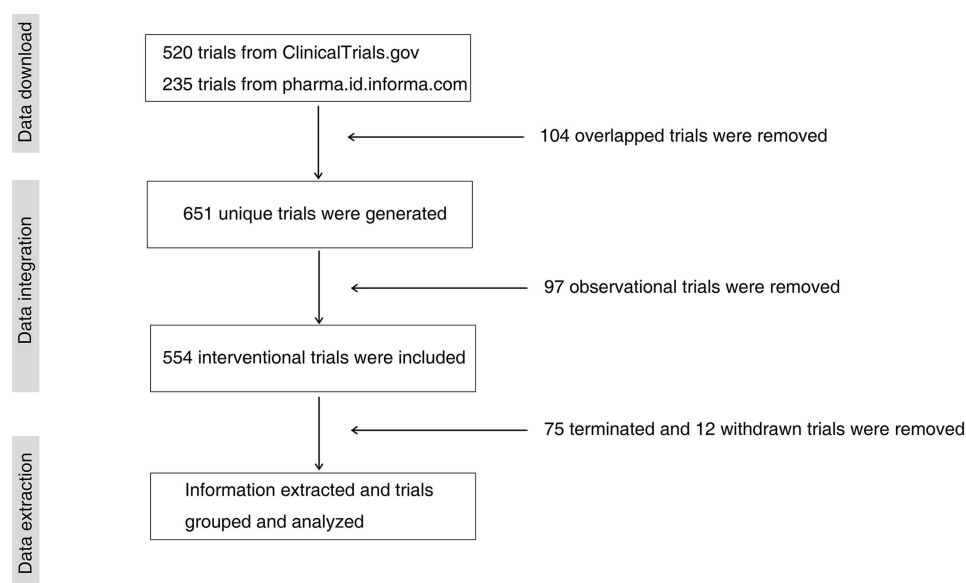 Data download
520 trials from ClinicalTrials.gov
235 trials from pharma.id.informa.com
104 overlapped trials were removed
Data integration
651 unique trials were generated
97 observational trials were removed
554 interventional trials were included
75 terminated and 12 withdrawn trials were removed
Data extraction
Information extracted and trials
grouped and analyzed